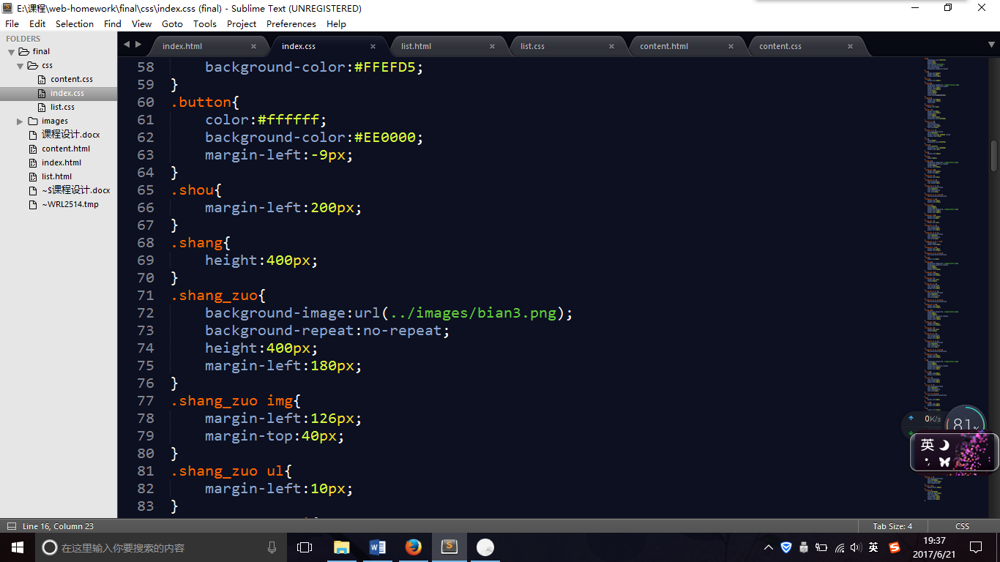 E:\课程\web-homework\final\css\index.css (final) - Sublime Text (UNREGISTERED)
File Edit Selection Find View Goto Tools Project Preferences Help
FOLDERS
final
css
content.css
index.css
list.css
images
课程设计.docx
content.html
index.html
list.html
~$课程设计.docx
~WRL2514.tmp
index.html × index.css × list.html × list.css × content.html × content.css ×
58 background-color:#FFEFD5;
59 }
60 .button{
61 color:#ffffff;
62 background-color:#EE0000;
63 margin-left:-9px;
64 }
65 .shou{
66 margin-left:200px;
67 }
68 .shang{
69 height:400px;
70 }
71 .shang_zuo{
72 background-image:url(../images/bian3.png);
73 background-repeat:no-repeat;
74 height:400px;
75 margin-left:180px;
76 }
77 .shang_zuo img{
78 margin-left:126px;
79 margin-top:40px;
80 }
81 .shang_zuo ul{
82 margin-left:10px;
83 }
0K/s
81%
英
Line 16, Column 23
Tab Size: 4
CSS
在这里输入你要搜索的内容
英
19:37
2017/6/21